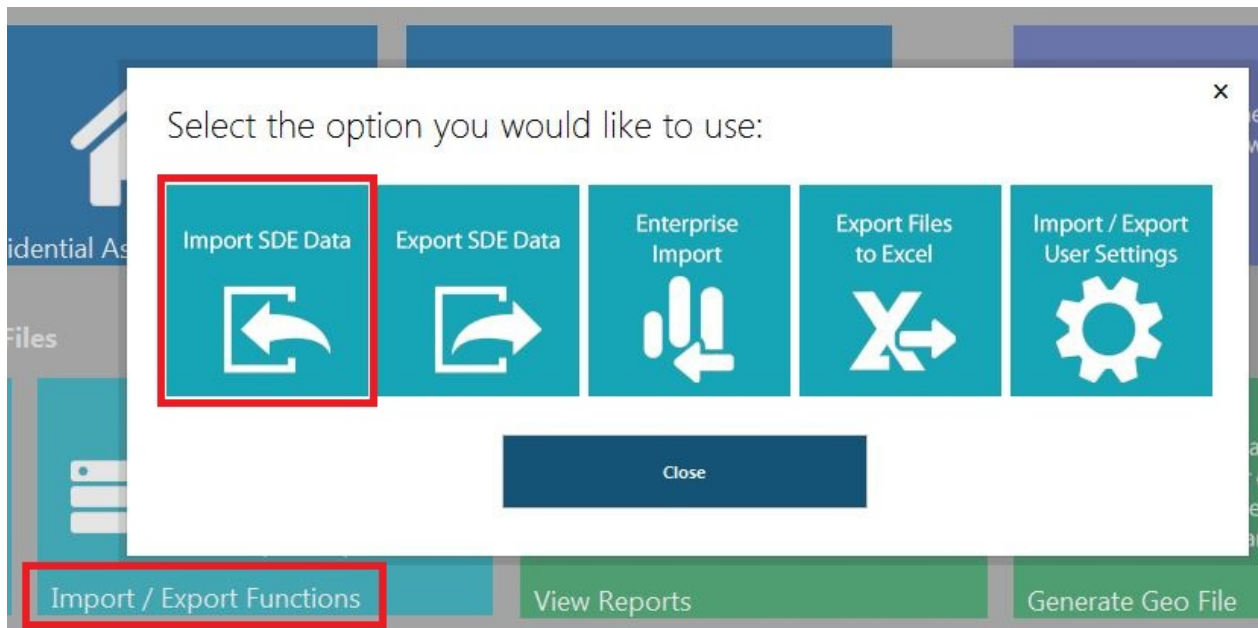 Select the option you would like to use:
Import SDE Data
Export SDE Data
Enterprise
Import
Export Files
to Excel
Import / Export
User Settings
Close
Import / Export Functions
View Reports
Generate Geo File